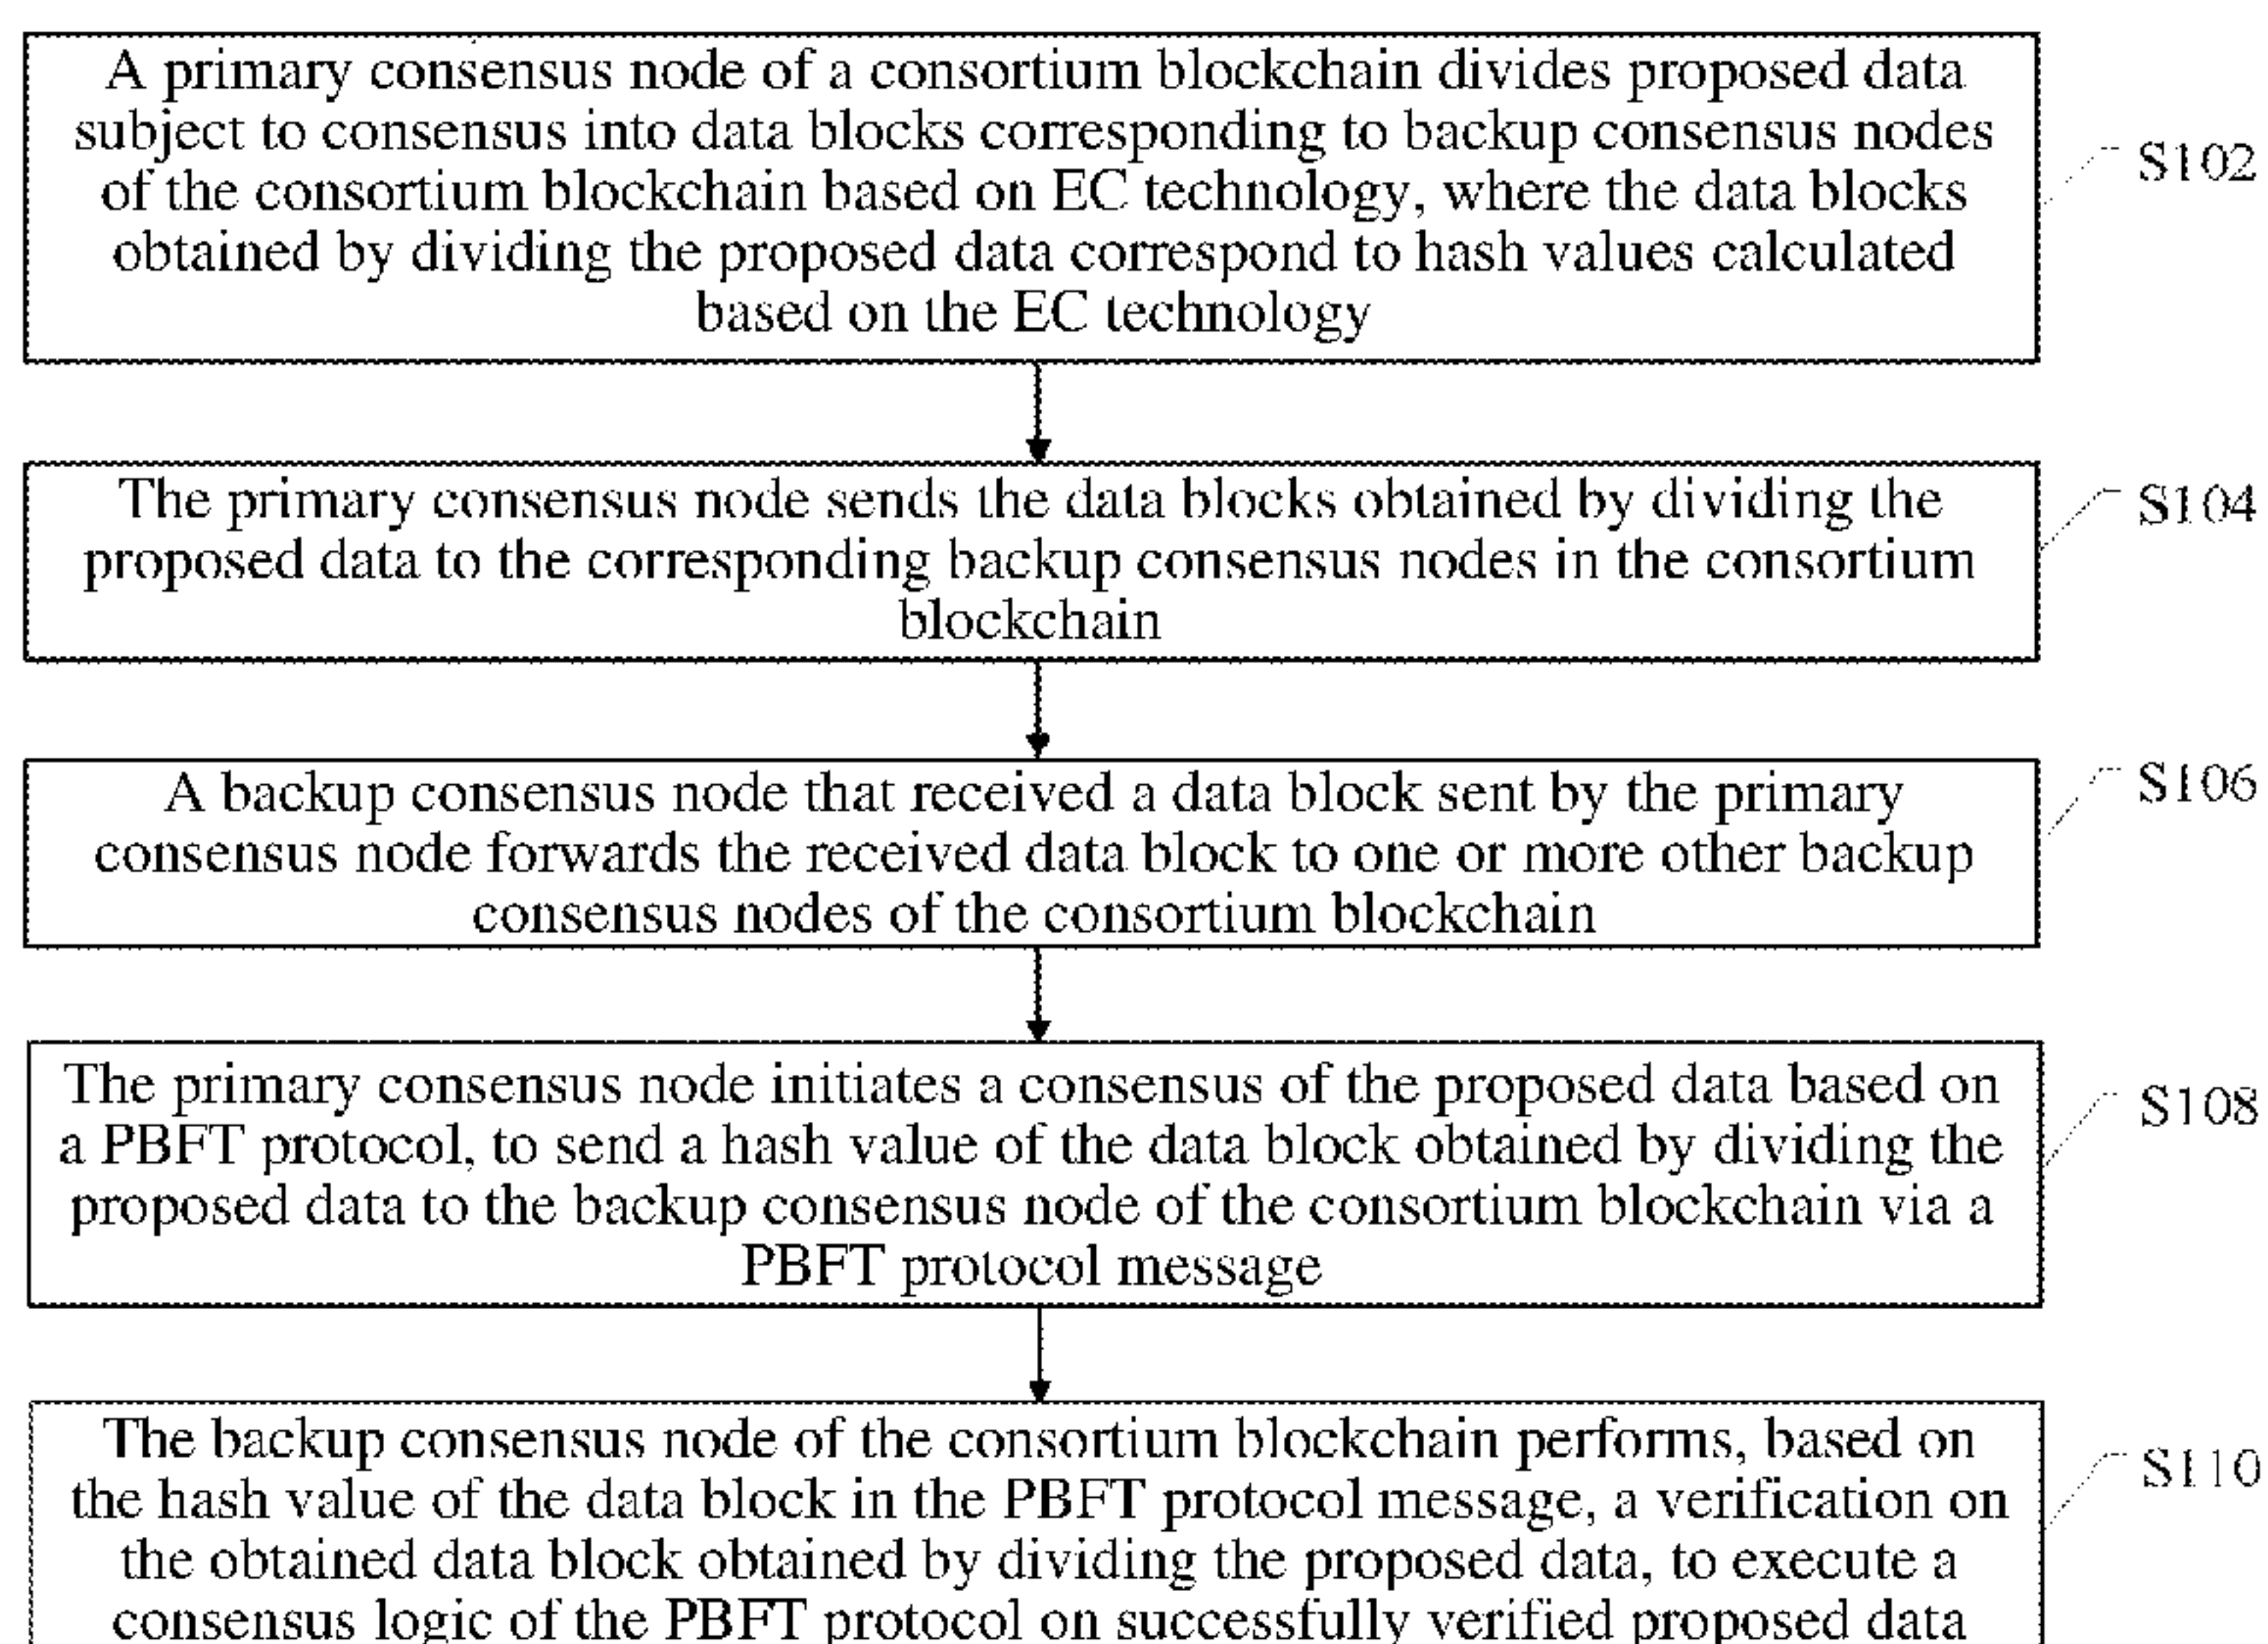 A primary consensus node of a consortium blockchain divides proposed data
subject to consensus into data blocks corresponding to backup consensus nodes
of the consortium blockchain based on EC technology, where the data blocks
obtained by dividing the proposed data correspond to hash values calculated
based on the EC technology
S102
The primary consensus node sends the data blocks obtained by dividing the
proposed data to the corresponding backup consensus nodes in the consortium
blockchain
S104
A backup consensus node that received a data block sent by the primary
consensus node forwards the received data block to one or more other backup
consensus nodes of the consortium blockchain
S106
The primary consensus node initiates a consensus of the proposed data based on
a PBFT protocol, to send a hash value of the data block obtained by dividing the
proposed data to the backup consensus node of the consortium blockchain via a
PBFT protocol message
S108
The backup consensus node of the consortium blockchain performs, based on
the hash value of the data block in the PBFT protocol message, a verification on
the obtained data block obtained by dividing the proposed data, to execute a
consensus logic of the PBFT protocol on successfully verified proposed data
S110